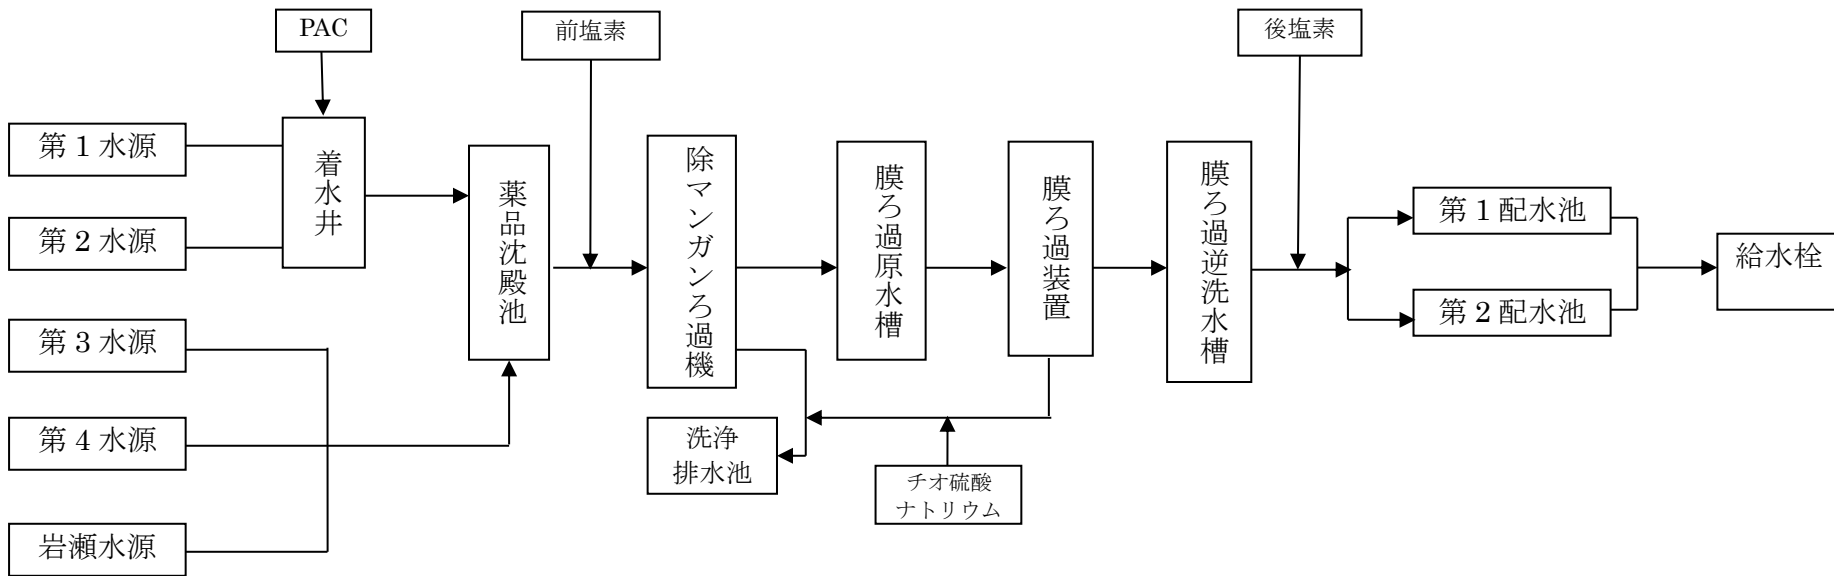 PAC
前塩素
後塩素
第1水源
第2水源
第3水源
第4水源
岩瀬水源
着水井
薬品沈殿池
除マンガンろ過機
膜ろ過原水槽
膜ろ過装置
膜ろ過逆洗水槽
第1配水池
第2配水池
給水栓
洗浄
排水池
チオ硫酸
ナトリウム